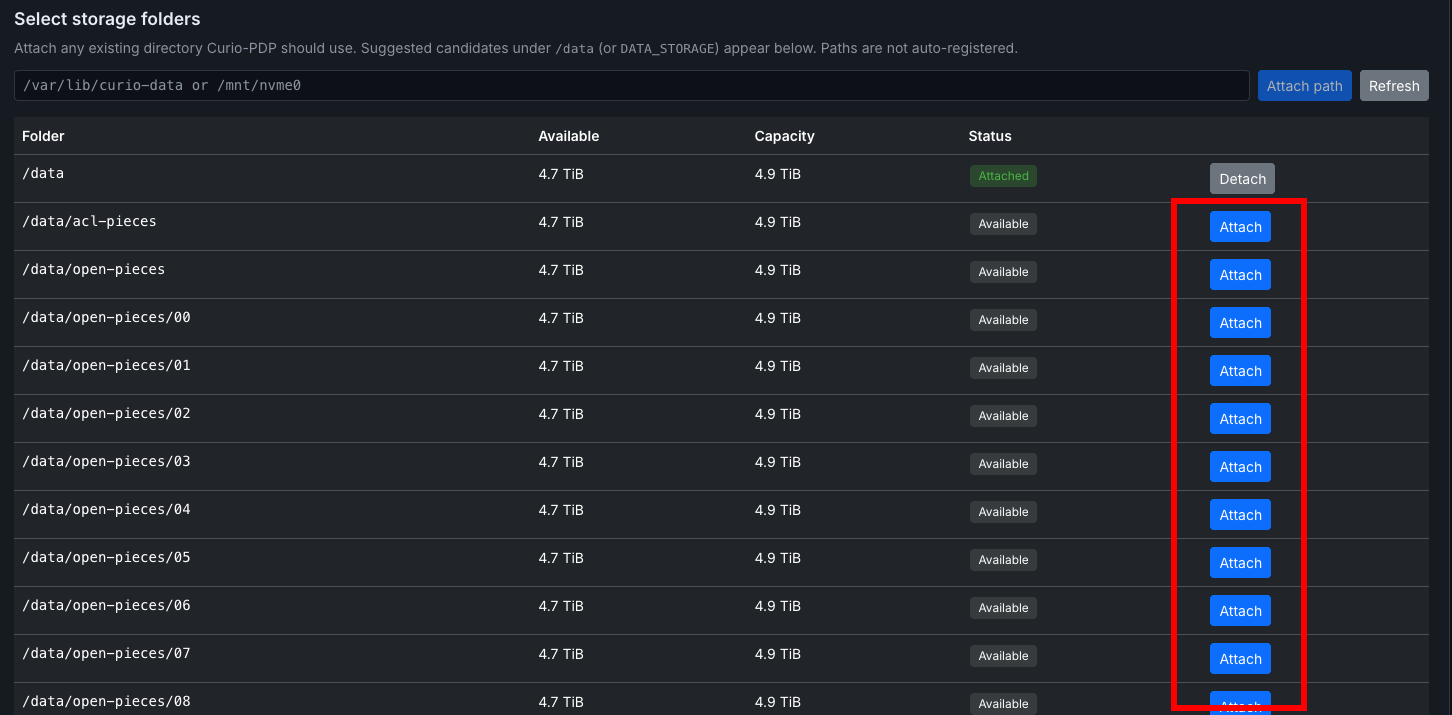 Select storage folders
Attach any existing directory Curio-PDP should use. Suggested candidates under /data (or DATA_STORAGE) appear below. Paths are not auto-registered.
/var/lib/curio-data or /mnt/nvme0 Attach path Refresh
Folder Available Capacity Status
/data 4.7 TiB 4.9 TiB Attached Detach
/data/acl-pieces 4.7 TiB 4.9 TiB Available Attach
/data/open-pieces 4.7 TiB 4.9 TiB Available Attach
/data/open-pieces/00 4.7 TiB 4.9 TiB Available Attach
/data/open-pieces/01 4.7 TiB 4.9 TiB Available Attach
/data/open-pieces/02 4.7 TiB 4.9 TiB Available Attach
/data/open-pieces/03 4.7 TiB 4.9 TiB Available Attach
/data/open-pieces/04 4.7 TiB 4.9 TiB Available Attach
/data/open-pieces/05 4.7 TiB 4.9 TiB Available Attach
/data/open-pieces/06 4.7 TiB 4.9 TiB Available Attach
/data/open-pieces/07 4.7 TiB 4.9 TiB Available Attach
/data/open-pieces/08 4.7 TiB 4.9 TiB Available Attach